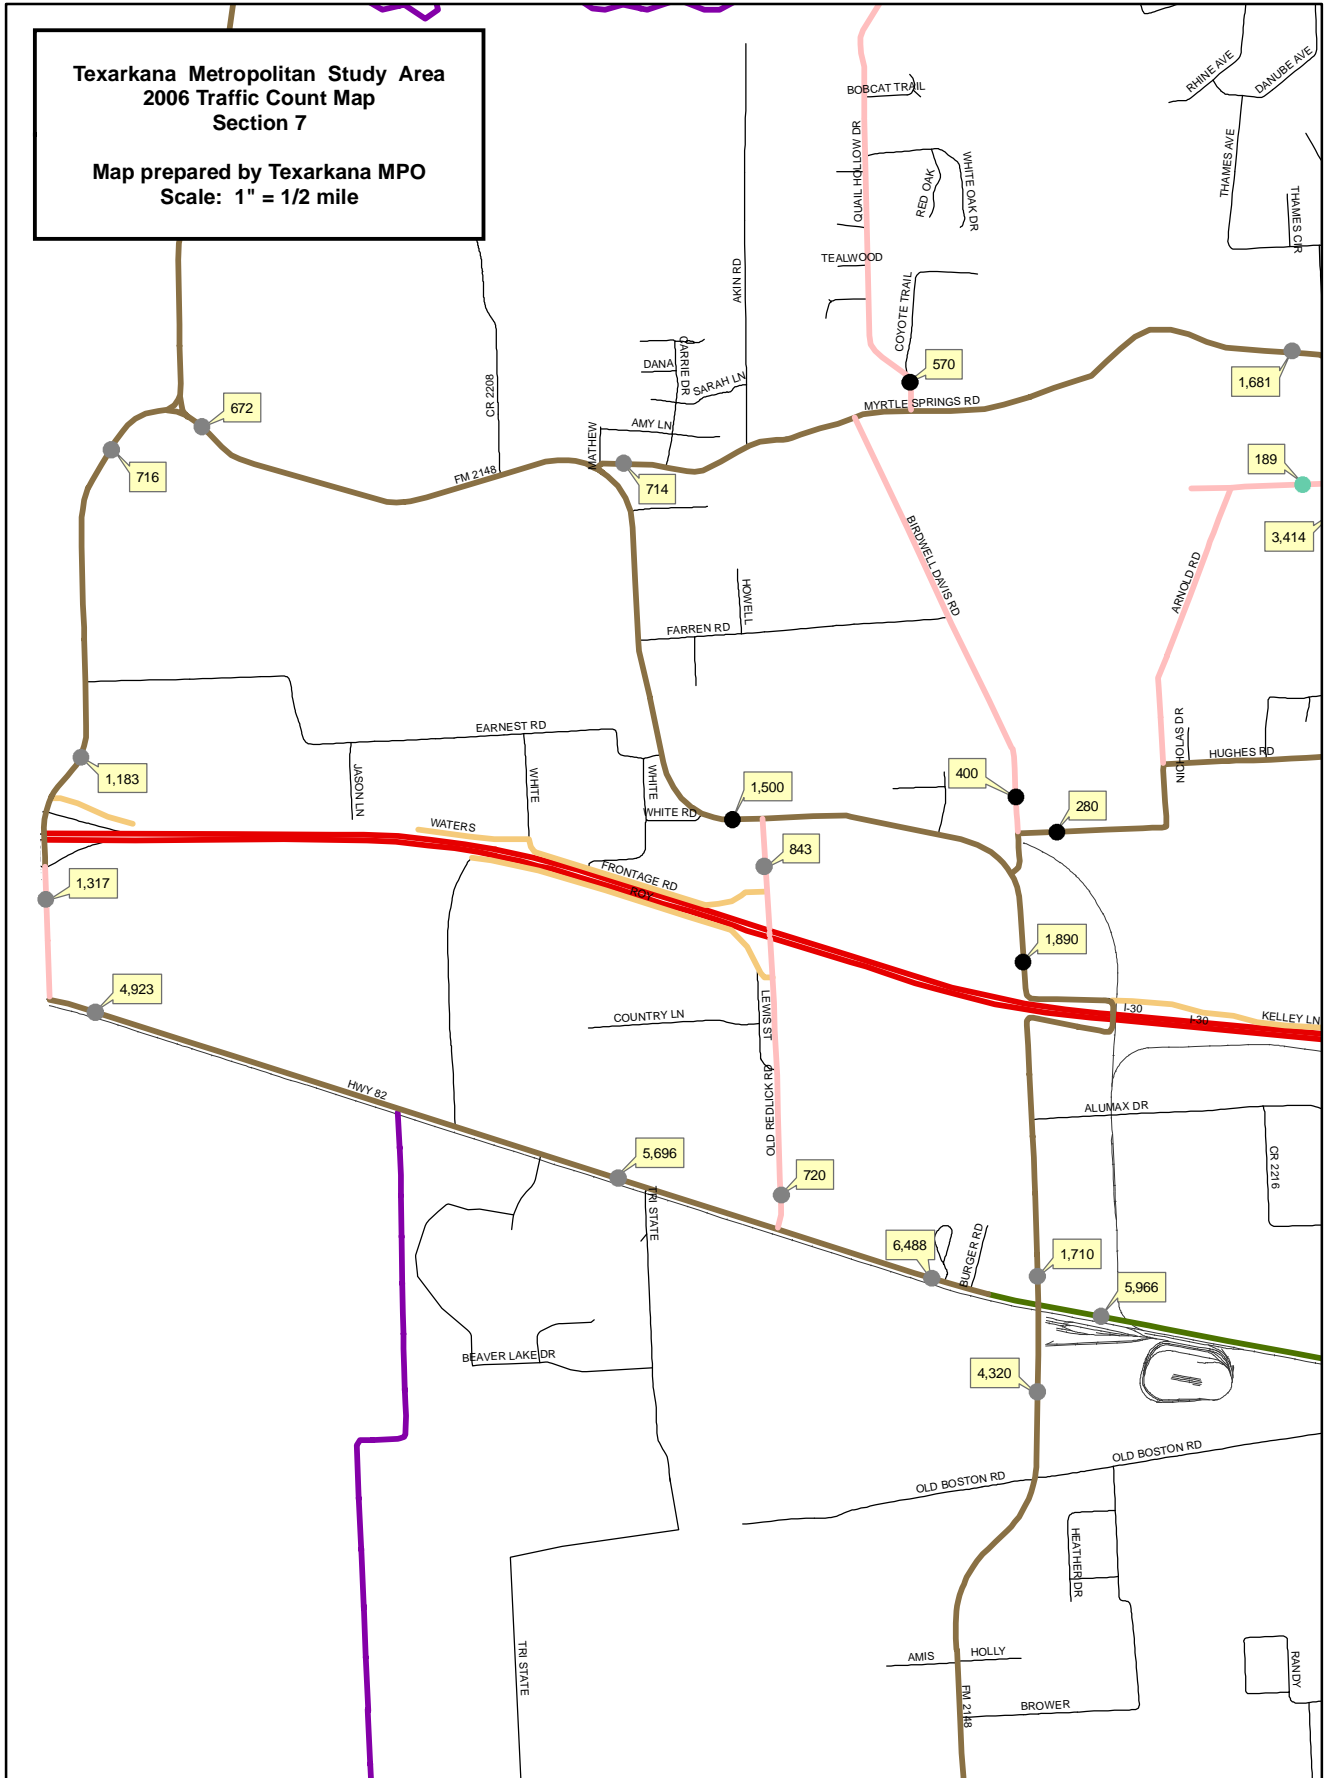 Texarkana Metropolitan Study Area
2006 Traffic Count Map
Section 7
Map prepared by Texarkana MPO
Scale: 1" = 1/2 mile
RHINE AVE
DANUBE AVE
BOBCAT TRAIL
QUAIL HOLLOW DR
WHITE OAK DR
RED OAK
THAMES AVE
THAMES CIR
TEALWOOD
AKIN RD
COYOTE TRAIL
CARRIE DR
DANA
SARAH LN
570
1,681
CR 2208
MYRTLE SPRINGS RD
672
AMY LN
MATHEW
716
FM 2148
714
189
3,414
BIRDWELL DAVIS RD
ARNOLD RD
HOWELL
FARREN RD
EARNEST RD
NICHOLAS DR
HUGHES RD
1,183
JASON LN
WHITE
WHITE
400
1,500
280
WHITE RD
WATERS
843
FRONTAGE RD
ROY
1,317
1,890
4,923
LEWIS ST
COUNTRY LN
I-30
I-30
KELLEY LN
HWY 82
OLD REDLICK RD
ALUMAX DR
CR 2216
5,696
720
TRI STATE
6,488
BURGER RD
1,710
5,966
BEAVER LAKE DR
4,320
OLD BOSTON RD
OLD BOSTON RD
HEATHER DR
TRI STATE
AMIS
HOLLY
RANDY
FM 2148
BROWER